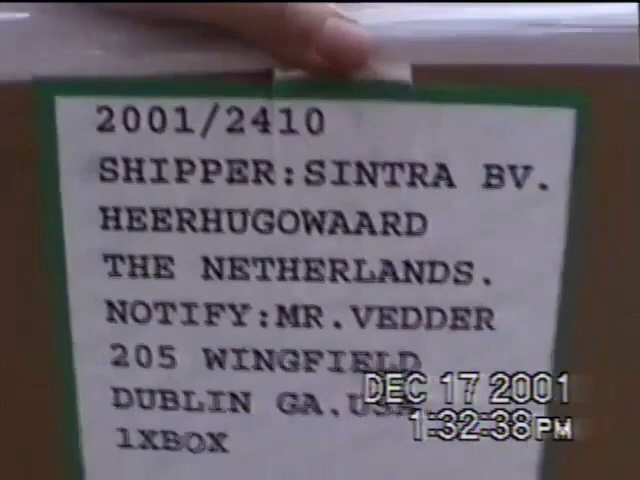 2001/2410
SHIPPER:SINTRA BV.
HEERHUGOWAARD
THE NETHERLANDS.
NOTIFY:MR.VEDDER
205 WINGFIELD
DUBLIN GA.USA
1XBOX
DEC 17 2001
1:32:38PM